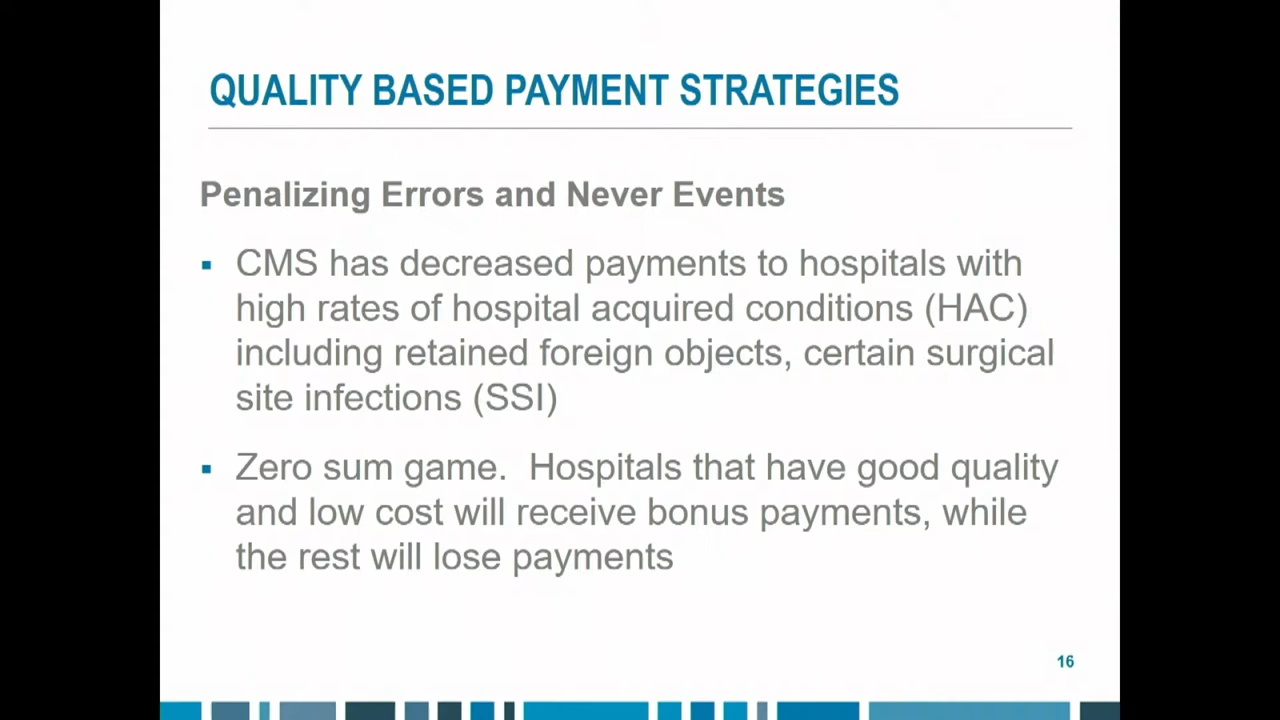 QUALITY BASED PAYMENT STRATEGIES
Penalizing Errors and Never Events
▪ CMS has decreased payments to hospitals with
high rates of hospital acquired conditions (HAC)
including retained foreign objects, certain surgical
site infections (SSI)
▪ Zero sum game.  Hospitals that have good quality
and low cost will receive bonus payments, while
the rest will lose payments
16